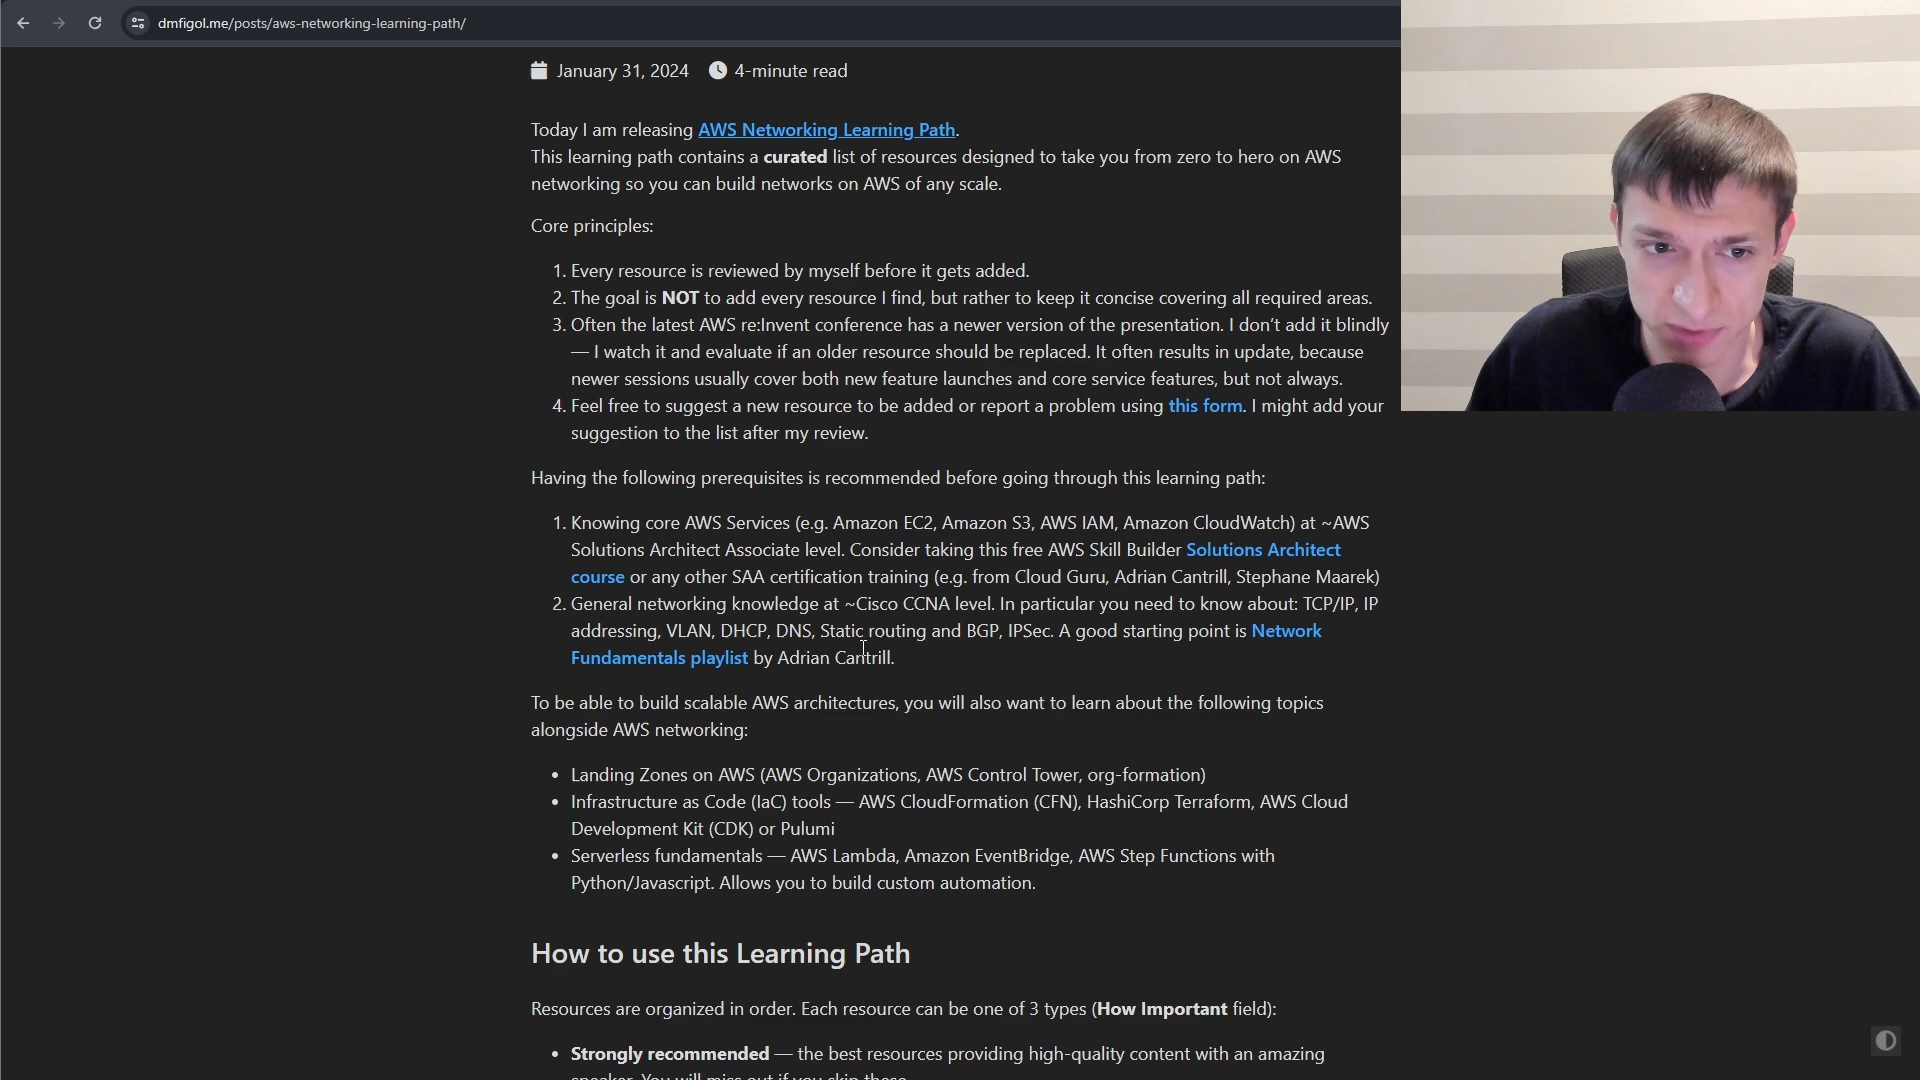 dmfigol.me/posts/aws-networking-learning-path/
January 31, 2024 4-minute read
Today I am releasing AWS Networking Learning Path.
This learning path contains a curated list of resources designed to take you from zero to hero on AWS
networking so you can build networks on AWS of any scale.
Core principles:
1. Every resource is reviewed by myself before it gets added.
2. The goal is NOT to add every resource I find, but rather to keep it concise covering all required areas.
3. Often the latest AWS re:Invent conference has a newer version of the presentation. I don’t add it blindly
— I watch it and evaluate if an older resource should be replaced. It often results in update, because
newer sessions usually cover both new feature launches and core service features, but not always.
4. Feel free to suggest a new resource to be added or report a problem using this form. I might add your
suggestion to the list after my review.
Having the following prerequisites is recommended before going through this learning path:
1. Knowing core AWS Services (e.g. Amazon EC2, Amazon S3, AWS IAM, Amazon CloudWatch) at ~AWS
Solutions Architect Associate level. Consider taking this free AWS Skill Builder Solutions Architect
course or any other SAA certification training (e.g. from Cloud Guru, Adrian Cantrill, Stephane Maarek)
2. General networking knowledge at ~Cisco CCNA level. In particular you need to know about: TCP/IP, IP
addressing, VLAN, DHCP, DNS, Static routing and BGP, IPSec. A good starting point is Network
Fundamentals playlist by Adrian Cantrill.
To be able to build scalable AWS architectures, you will also want to learn about the following topics
alongside AWS networking:
• Landing Zones on AWS (AWS Organizations, AWS Control Tower, org-formation)
• Infrastructure as Code (IaC) tools — AWS CloudFormation (CFN), HashiCorp Terraform, AWS Cloud
Development Kit (CDK) or Pulumi
• Serverless fundamentals — AWS Lambda, Amazon EventBridge, AWS Step Functions with
Python/Javascript. Allows you to build custom automation.
How to use this Learning Path
Resources are organized in order. Each resource can be one of 3 types (How Important field):
• Strongly recommended — the best resources providing high-quality content with an amazing
speaker. You will miss out if you skip these